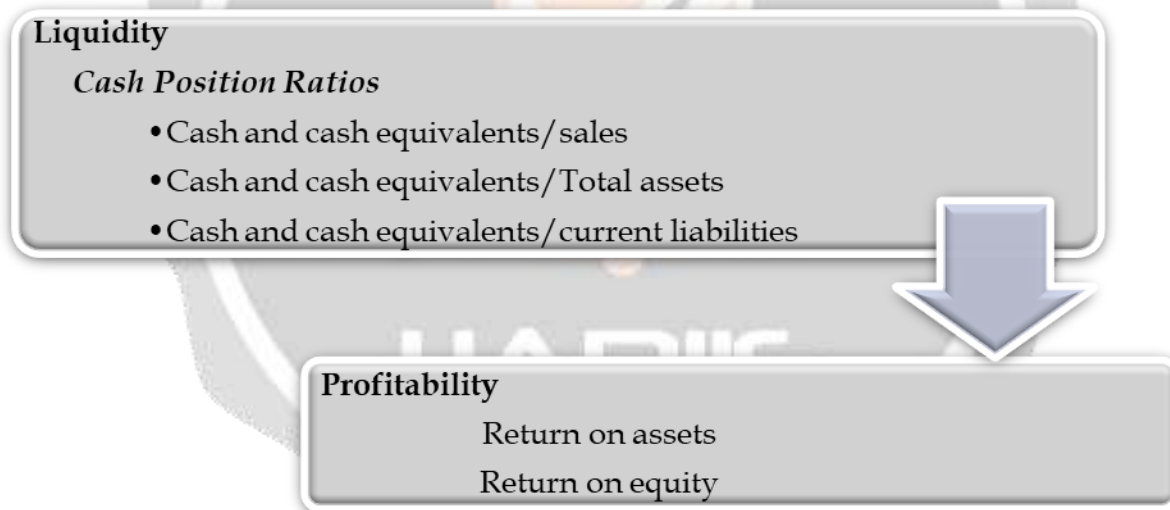 Liquidity
Cash Position Ratios
•Cash and cash equivalents/sales
•Cash and cash equivalents/Total assets
•Cash and cash equivalents/current liabilities
Profitability
Return on assets
Return on equity